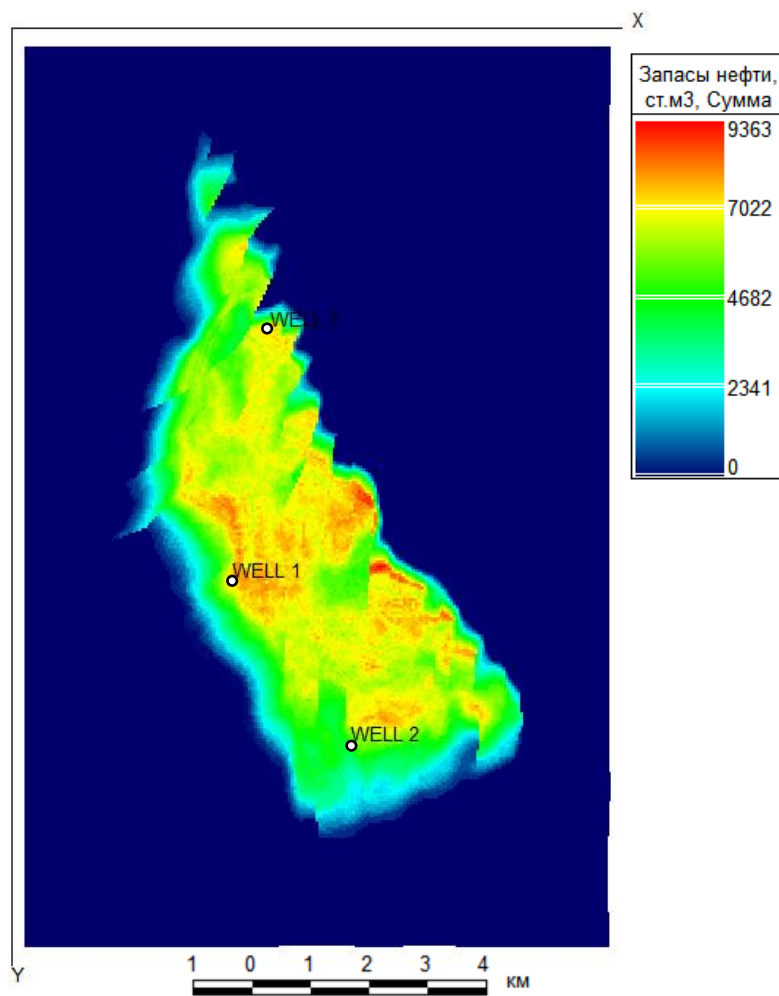 X
Запасы нефти,
ст.м3, Сумма
9363
7022
4682
2341
0
WELL
WELL 1
WELL 2
Y
1 0 1 2 3 4
км